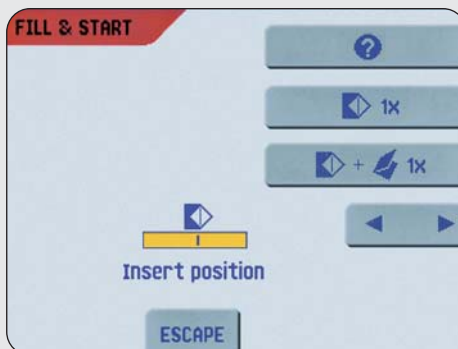 FILL & START
?
1x
+ 1x
Insert position
ESCAPE